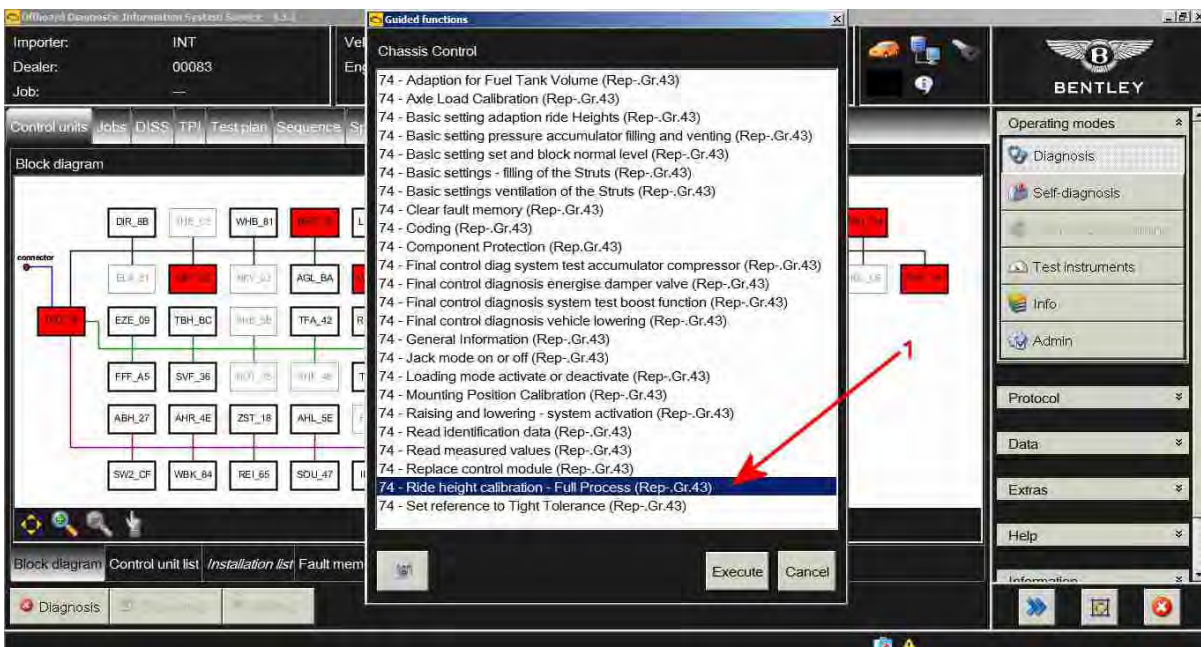 Offboard Diagnostic Information System Service
Guided functions
Importer: INT
Dealer: 00083
Job: —
BENTLEY
Control units Jobs DISS TPI Test plan Sequence
Block diagram
Chassis Control
74 - Adaption for Fuel Tank Volume (Rep-.Gr.43)
74 - Axle Load Calibration (Rep-.Gr.43)
74 - Basic setting adaption ride Heights (Rep-.Gr.43)
74 - Basic setting pressure accumulator filling and venting (Rep-.Gr.43)
74 - Basic setting set and block normal level (Rep-.Gr.43)
74 - Basic settings - filling of the Struts (Rep-.Gr.43)
74 - Basic settings ventilation of the Struts (Rep-.Gr.43)
74 - Clear fault memory (Rep-.Gr.43)
74 - Coding (Rep-.Gr.43)
74 - Component Protection (Rep.Gr.43)
74 - Final control diag system test accumulator compressor (Rep-.Gr.43)
74 - Final control diagnosis energise damper valve (Rep-.Gr.43)
74 - Final control diagnosis system test boost function (Rep-.Gr.43)
74 - Final control diagnosis vehicle lowering (Rep-.Gr.43)
74 - General Information (Rep-.Gr.43)
74 - Jack mode on or off (Rep-.Gr.43)
74 - Loading mode activate or deactivate (Rep-.Gr.43)
74 - Mounting Position Calibration (Rep-.Gr.43)
74 - Raising and lowering - system activation (Rep-.Gr.43)
74 - Read identification data (Rep-.Gr.43)
74 - Read measured values (Rep-.Gr.43)
74 - Replace control module (Rep-.Gr.43)
74 - Ride height calibration - Full Process (Rep-.Gr.43)
74 - Set reference to Tight Tolerance (Rep-.Gr.43)
1
Execute Cancel
connector
DIR_8B WHB_81
AGL_BA
EZE_09 TBH_BC TFA_42
FFF_A5 SVF_36
ABH_27 AHR_4E ZST_18 AHL_5E
SW2_CF WBK_84 REI_65 SOU_47
Block diagram Control unit list Installation list Fault mem
Diagnosis
Operating modes
Diagnosis
Self-diagnosis
Test instruments
Info
Admin
Protocol
Data
Extras
Help
Information